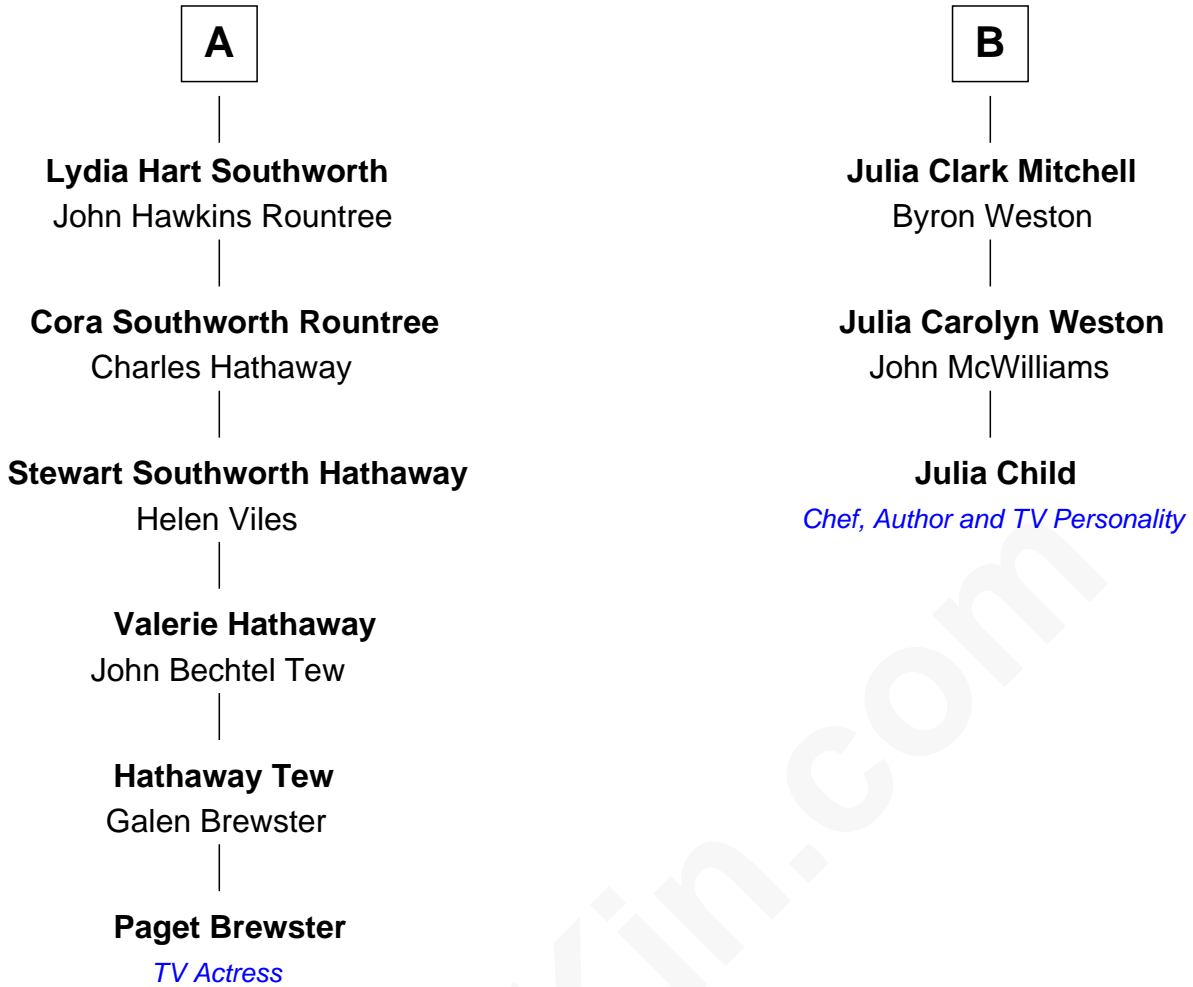 A
Lydia Hart Southworth
John Hawkins Rountree
Cora Southworth Rountree
Charles Hathaway
Stewart Southworth Hathaway
Helen Viles
Valerie Hathaway
John Bechtel Tew
Hathaway Tew
Galen Brewster
Paget Brewster
TV Actress
B
Julia Clark Mitchell
Byron Weston
Julia Carolyn Weston
John McWilliams
Julia Child
Chef, Author and TV Personality
Kin.com